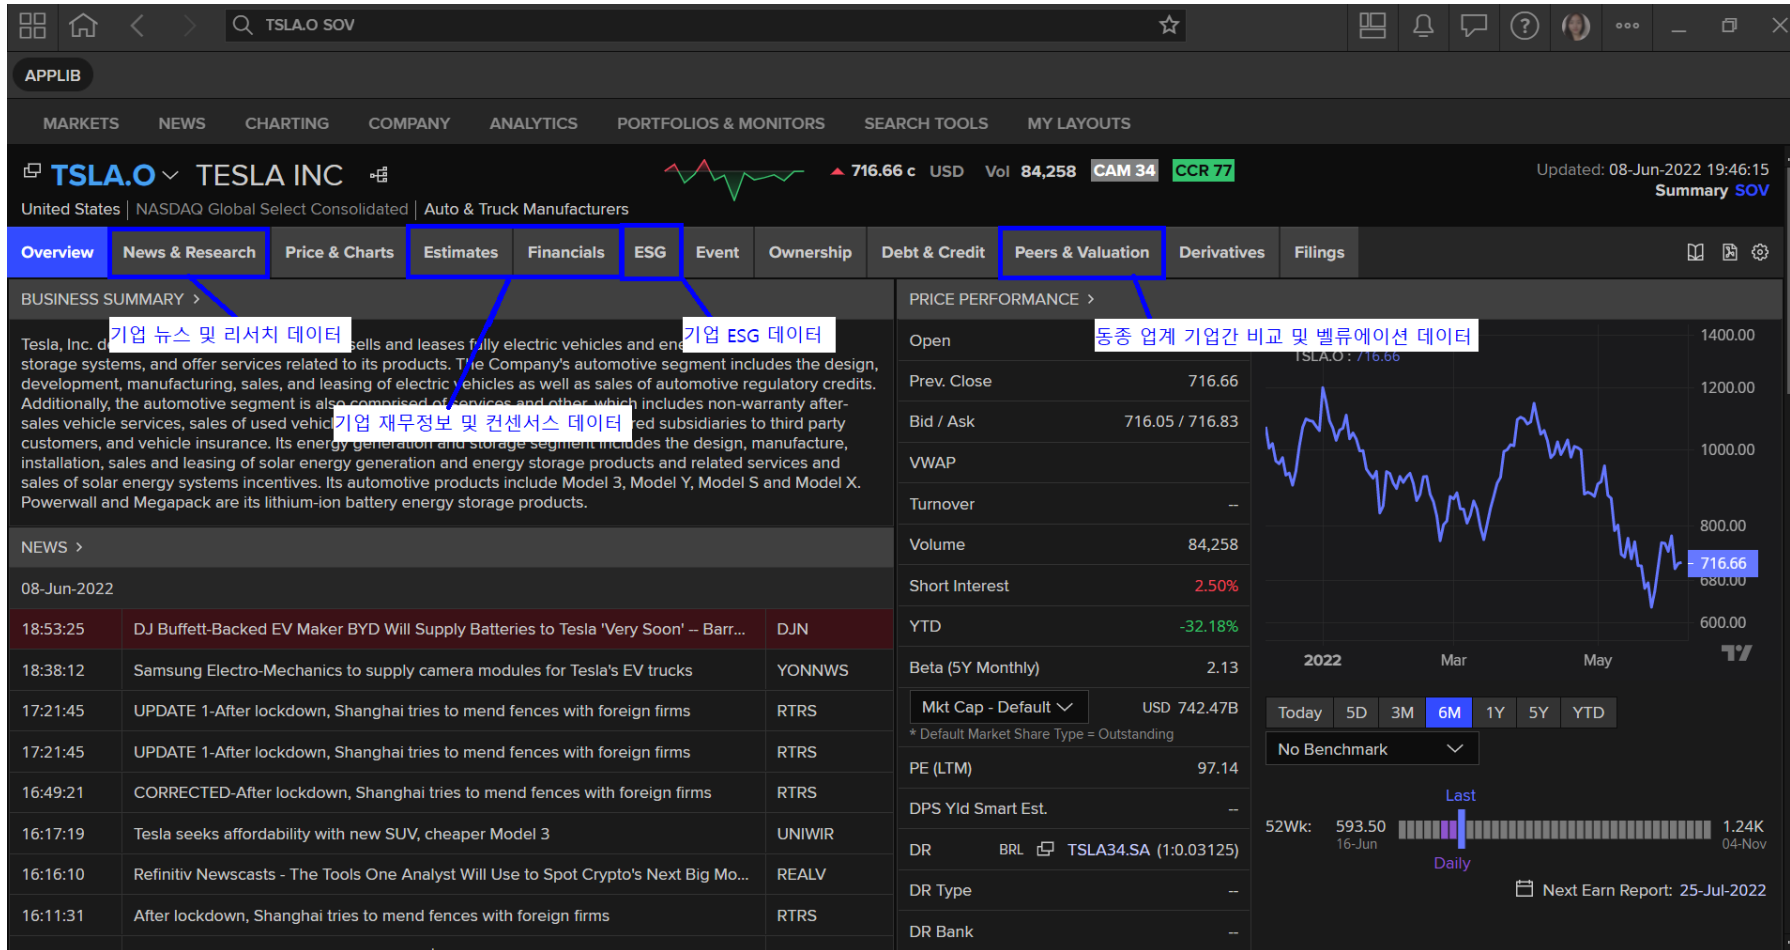 TSLA.O SOV
APPLIB
MARKETS NEWS CHARTING COMPANY ANALYTICS PORTFOLIOS & MONITORS SEARCH TOOLS MY LAYOUTS
TSLA.O TESLA INC 716.66 c USD Vol 84,258 CAM 34 CCR 77
Updated: 08-Jun-2022 19:46:15
Summary SOV
United States | NASDAQ Global Select Consolidated | Auto & Truck Manufacturers
Overview News & Research Price & Charts Estimates Financials ESG Event Ownership Debt & Credit Peers & Valuation Derivatives Filings
BUSINESS SUMMARY >
기업 뉴스 및 리서치 데이터
기업 ESG 데이터
Tesla, Inc. sells and leases fully electric vehicles and
storage systems, and offer services related to its products. The Company's automotive segment includes the design,
development, manufacturing, sales, and leasing of electric vehicles as well as sales of automotive regulatory credits.
Additionally, the automotive segment is also comprised of services and other, which includes non-warranty after-
sales vehicle services, sales of used red subsidiaries to third party
기업 재무정보 및 컨센서스 데이터
customers, and vehicle insurance. Its energy generation and storage segment includes the design, manufacture,
installation, sales and leasing of solar energy generation and energy storage products and related services and
sales of solar energy systems incentives. Its automotive products include Model 3, Model Y, Model S and Model X.
Powerwall and Megapack are its lithium-ion battery energy storage products.
NEWS >
08-Jun-2022
18:53:25 DJ Buffett-Backed EV Maker BYD Will Supply Batteries to Tesla 'Very Soon' -- Barr... DJN
18:38:12 Samsung Electro-Mechanics to supply camera modules for Tesla's EV trucks YONNWS
17:21:45 UPDATE 1-After lockdown, Shanghai tries to mend fences with foreign firms RTRS
17:21:45 UPDATE 1-After lockdown, Shanghai tries to mend fences with foreign firms RTRS
16:49:21 CORRECTED-After lockdown, Shanghai tries to mend fences with foreign firms RTRS
16:17:19 Tesla seeks affordability with new SUV, cheaper Model 3 UNIWIR
16:16:10 Refinitiv Newscasts - The Tools One Analyst Will Use to Spot Crypto's Next Big Mo... REALV
16:11:31 After lockdown, Shanghai tries to mend fences with foreign firms RTRS
PRICE PERFORMANCE >
동종 업계 기업간 비교 및 벨류에이션 데이터
Open
Prev. Close 716.66
Bid / Ask 716.05 / 716.83
VWAP
Turnover --
Volume 84,258
Short Interest 2.50%
YTD -32.18%
Beta (5Y Monthly) 2.13
Mkt Cap - Default USD 742.47B
* Default Market Share Type = Outstanding
PE (LTM) 97.14
DPS Yld Smart Est. --
DR BRL TSLA34.SA (1:0.03125)
DR Type --
DR Bank --
TSLA.O : 716.66
1400.00
1200.00
1000.00
800.00
716.66
680.00
600.00
2022 Mar May
Today 5D 3M 6M 1Y 5Y YTD
No Benchmark
Last
52Wk: 593.50 1.24K
16-Jun 04-Nov
Daily
Next Earn Report: 25-Jul-2022